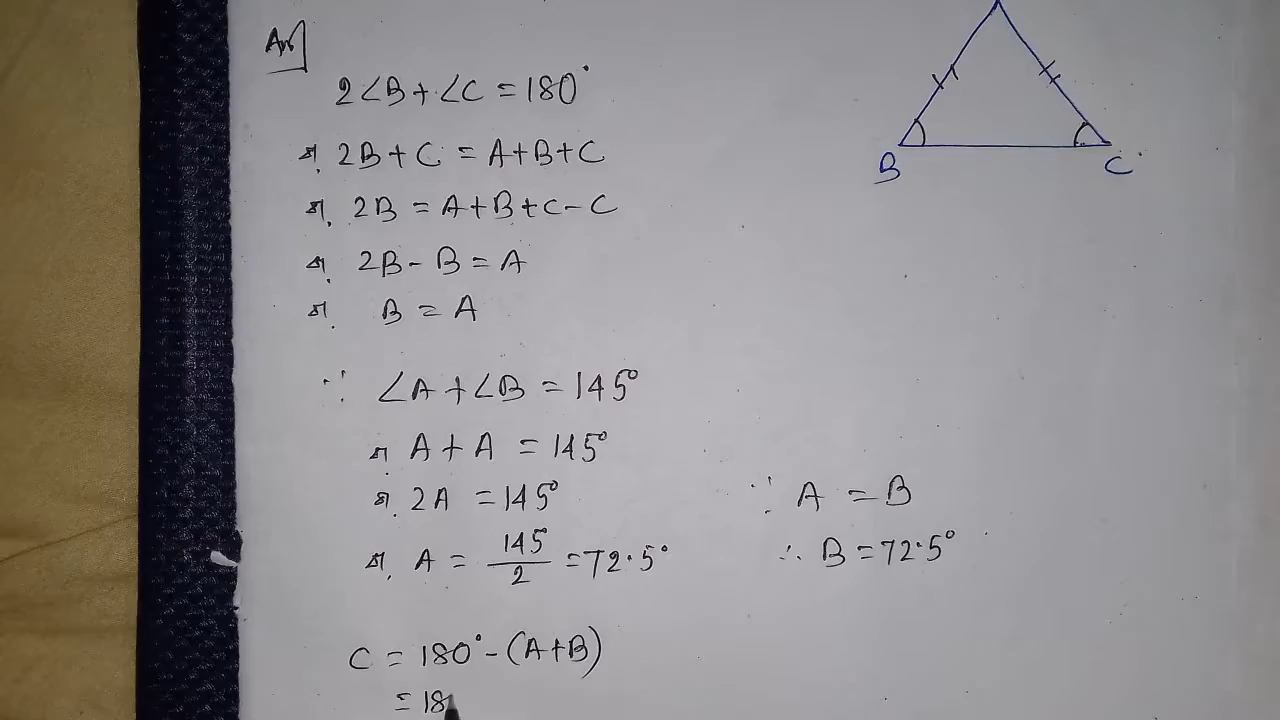 Ans
2∠B + ∠C = 180°
বা, 2B + C = A + B + C
বা, 2B = A + B + C - C
বা, 2B - B = A
বা, B = A
∵ ∠A + ∠B = 145°
বা A + A = 145°
বা, 2A = 145°
বা, A = 145/2 = 72.5°
∵ A = B
∴ B = 72.5°
C = 180° - (A+B)
= 18
B
C